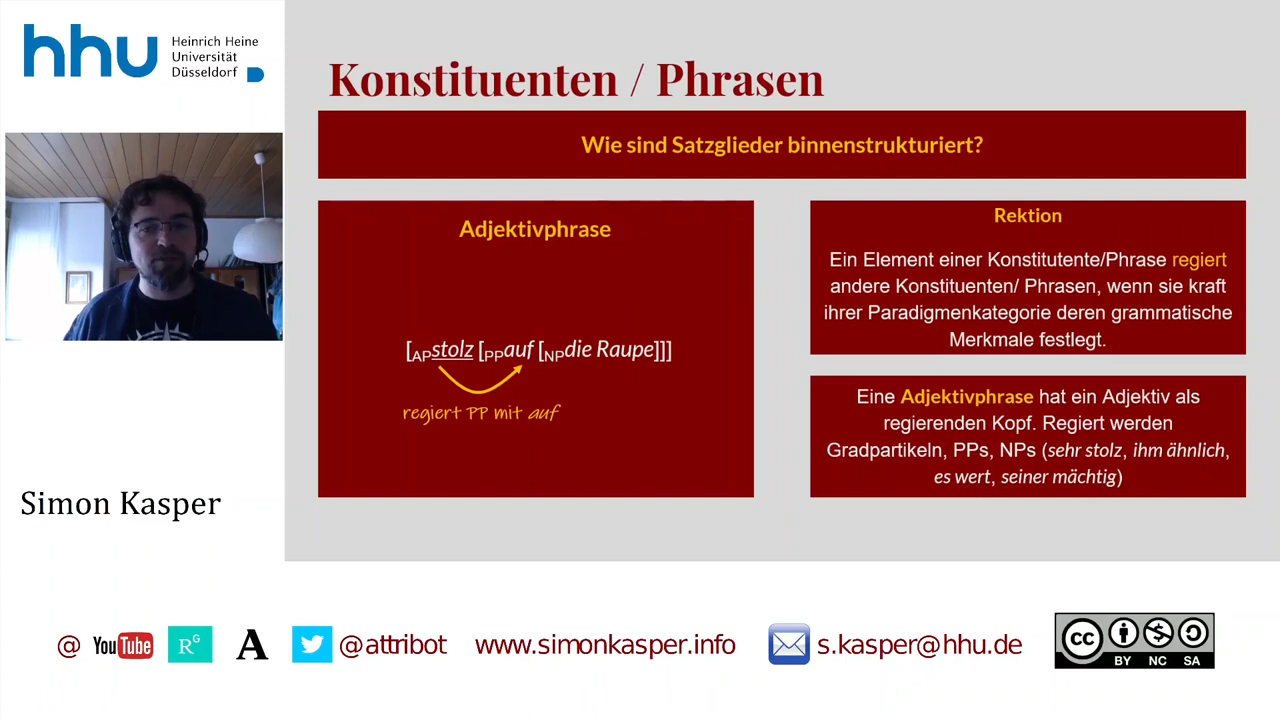 hhu Heinrich Heine
Universität
Düsseldorf
Konstituenten / Phrasen
Wie sind Satzglieder binnenstrukturiert?
Adjektivphrase
[APstolz [PPauf [NPdie Raupe]]]
regiert PP mit auf
Rektion
Ein Element einer Konstitutente/Phrase regiert
andere Konstituenten/ Phrasen, wenn sie kraft
ihrer Paradigmenkategorie deren grammatische
Merkmale festlegt.
Eine Adjektivphrase hat ein Adjektiv als
regierenden Kopf. Regiert werden
Gradpartikeln, PPs, NPs (sehr stolz, ihm ähnlich,
es wert, seiner mächtig)
Simon Kasper
@ YouTube RG A @attribot www.simonkasper.info s.kasper@hhu.de cc BY NC SA